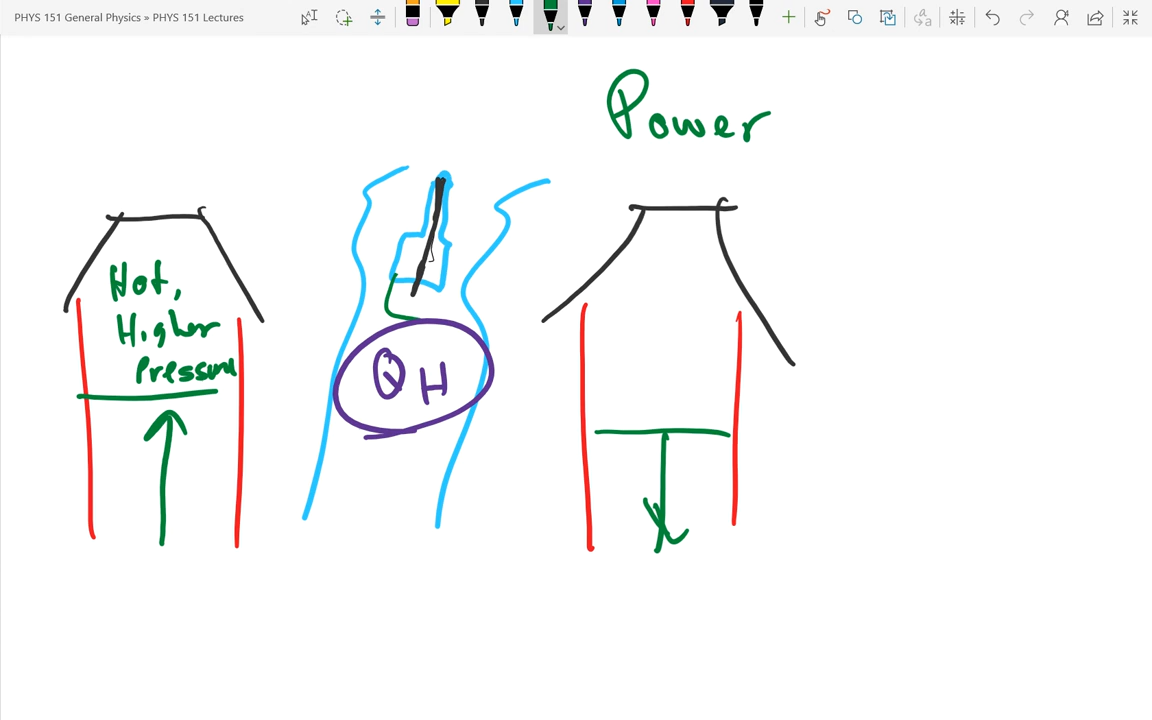 PHYS 151 General Physics » PHYS 151 Lectures
Power
Hot,
Higher
Pressure
QH